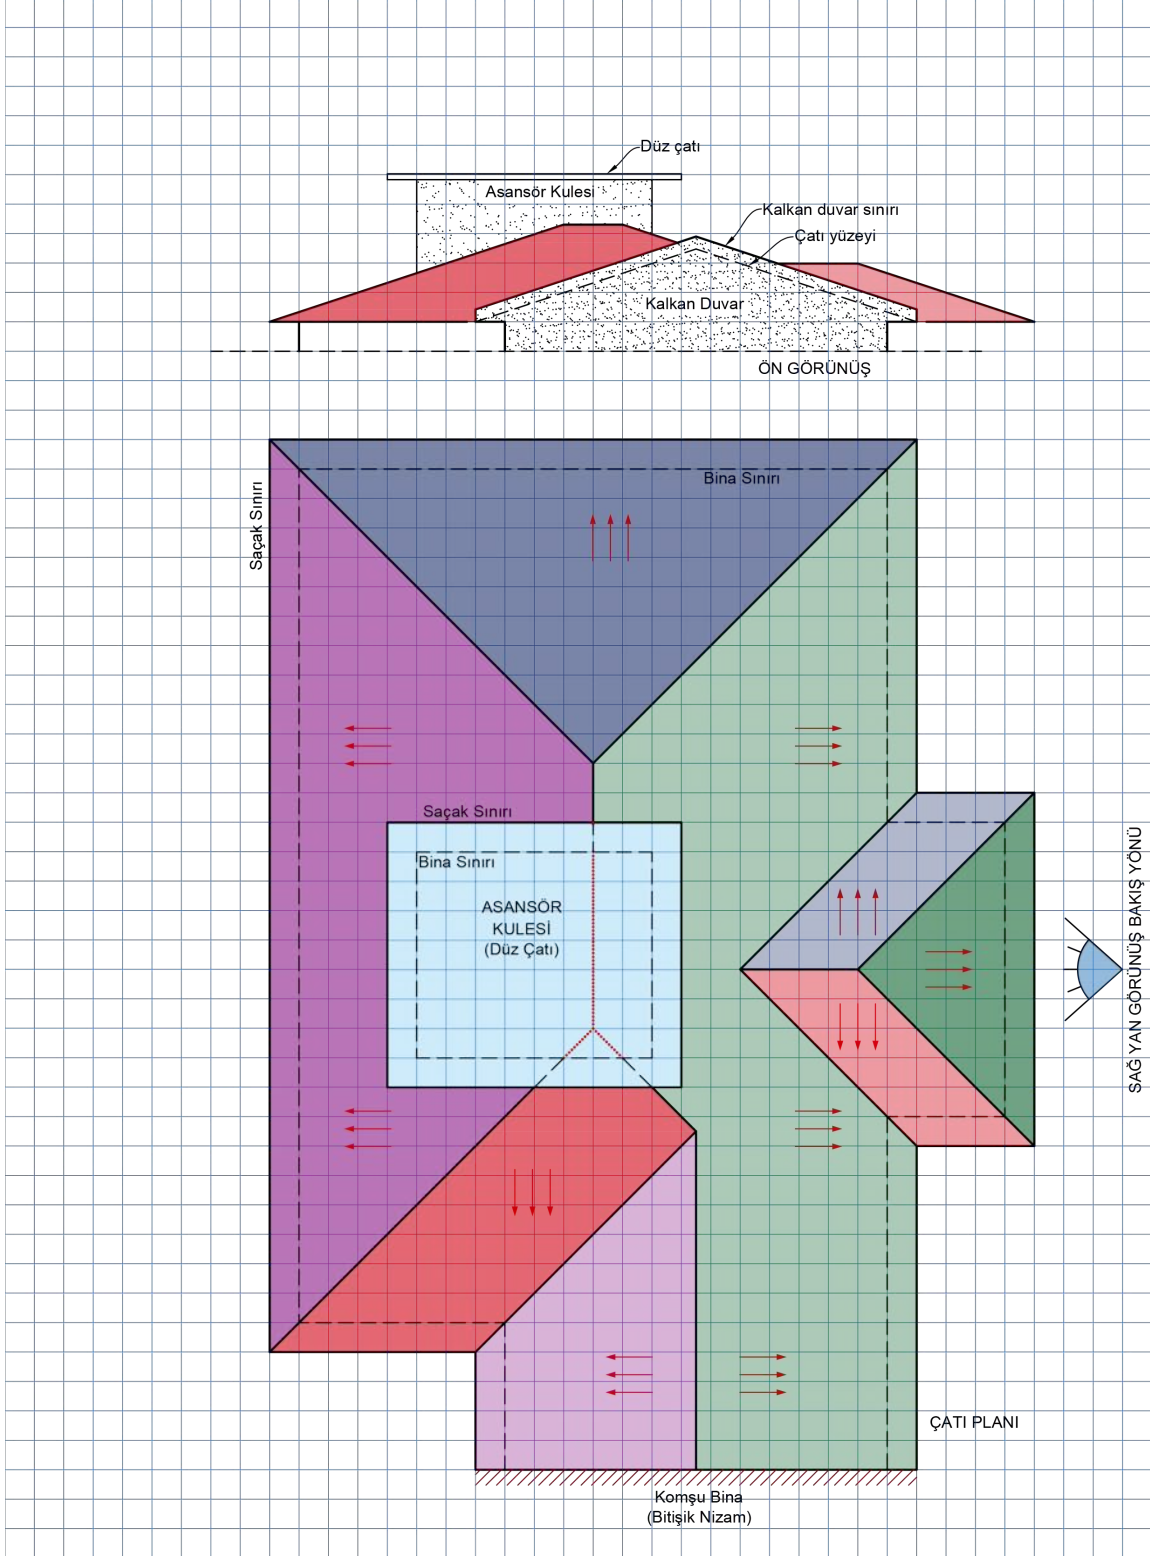 Düz çatı
Asansör Kulesi
Kalkan duvar sınırı
Çatı yüzeyi
Kalkan Duvar
ÖN GÖRÜNÜŞ
Bina Sınırı
Saçak Sınırı
Saçak Sınırı
Bina Sınırı
ASANSÖR
KULESİ
(Düz Çatı)
SAĞ YAN GÖRÜNÜŞ BAKIŞ YÖNÜ
ÇATI PLANI
Komşu Bina
(Bitişik Nizam)